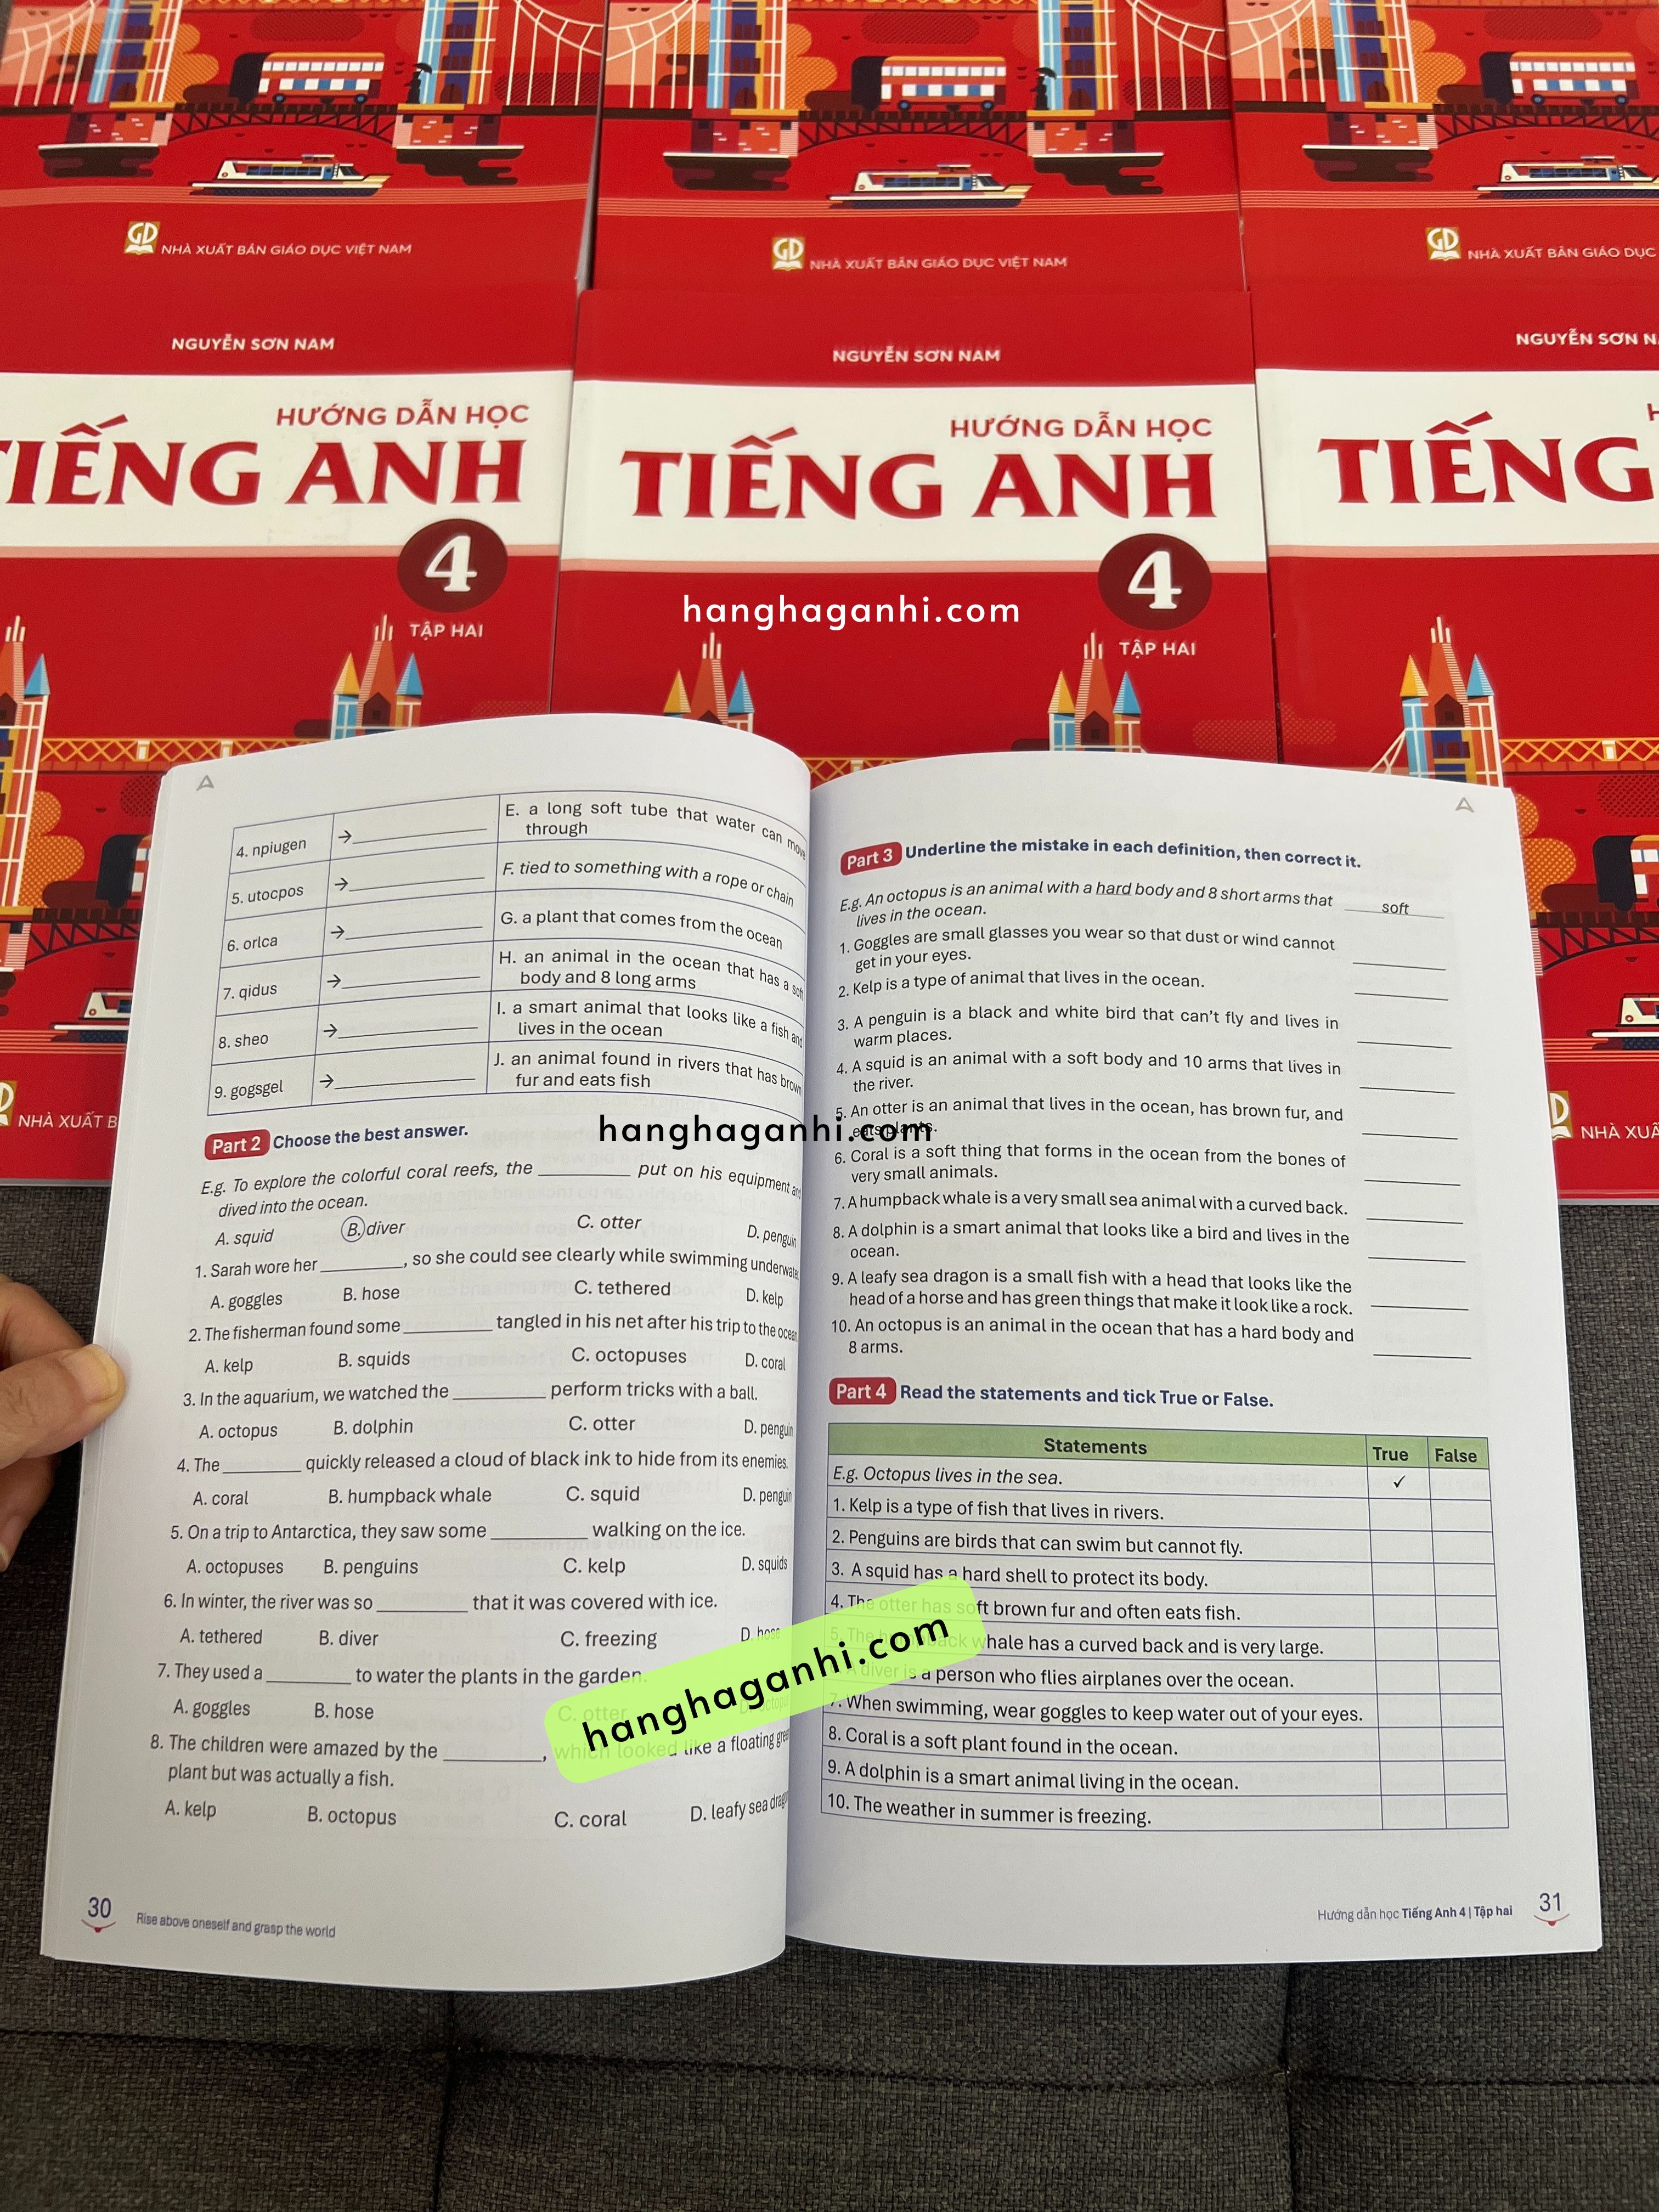 NHÀ XUẤT BẢN GIÁO DỤC VIỆT NAM
NHÀ XUẤT BẢN GIÁO DỤC VIỆT NAM
NHÀ XUẤT BẢN GIÁO DỤC
NGUYỄN SƠN NAM
HƯỚNG DẪN HỌC
TIẾNG ANH
4
TẬP HAI
NGUYỄN SƠN NAM
HƯỚNG DẪN HỌC
TIẾNG ANH
4
TẬP HAI
hanghaganhi.com
NGUYỄN SƠN
TIẾNG
NHÀ XUẤT
NHÀ
4. npiugen → E. a long soft tube that water can move
through
5. utocpos → F. tied to something with a rope or chain
6. orlca → G. a plant that comes from the ocean
7. qidus → H. an animal in the ocean that has a soft
body and 8 long arms
8. sheo → I. a smart animal that looks like a fish and
lives in the ocean
9. gogsgel → J. an animal found in rivers that has brown
fur and eats fish
hanghaganhi.com
Part 2 Choose the best answer.
E.g. To explore the colorful coral reefs, the __________ put on his equipment and
dived into the ocean.
A. squid B. diver C. otter D. penguin
1. Sarah wore her __________, so she could see clearly while swimming underwater.
A. goggles B. hose C. tethered D. kelp
2. The fisherman found some __________ tangled in his net after his trip to the ocean
A. kelp B. squids C. octopuses D. coral
3. In the aquarium, we watched the __________ perform tricks with a ball.
A. octopus B. dolphin C. otter D. penguin
4. The __________ quickly released a cloud of black ink to hide from its enemies.
A. coral B. humpback whale C. squid D. penguin
5. On a trip to Antarctica, they saw some __________ walking on the ice.
A. octopuses B. penguins C. kelp D. squids
6. In winter, the river was so __________ that it was covered with ice.
A. tethered B. diver C. freezing D. hose
7. They used a __________ to water the plants in the garden.
A. goggles B. hose C. otter
8. The children were amazed by the __________, which looked like a floating green
plant but was actually a fish.
A. kelp B. octopus C. coral D. leafy sea dragon
30
Rise above oneself and grasp the world
Part 3 Underline the mistake in each definition, then correct it.
E.g. An octopus is an animal with a hard body and 8 short arms that soft
lives in the ocean.
1. Goggles are small glasses you wear so that dust or wind cannot
get in your eyes.
2. Kelp is a type of animal that lives in the ocean.
3. A penguin is a black and white bird that can't fly and lives in
warm places.
4. A squid is an animal with a soft body and 10 arms that lives in
the river.
5. An otter is an animal that lives in the ocean, has brown fur, and
eats plants.
6. Coral is a soft thing that forms in the ocean from the bones of
very small animals.
7. A humpback whale is a very small sea animal with a curved back.
8. A dolphin is a smart animal that looks like a bird and lives in the
ocean.
9. A leafy sea dragon is a small fish with a head that looks like the
head of a horse and has green things that make it look like a rock.
10. An octopus is an animal in the ocean that has a hard body and
8 arms.
Part 4 Read the statements and tick True or False.
Statements True False
E.g. Octopus lives in the sea. ✓
1. Kelp is a type of fish that lives in rivers.
2. Penguins are birds that can swim but cannot fly.
3. A squid has a hard shell to protect its body.
4. The otter has soft brown fur and often eats fish.
5. The humpback whale has a curved back and is very large.
A diver is a person who flies airplanes over the ocean.
7. When swimming, wear goggles to keep water out of your eyes.
8. Coral is a soft plant found in the ocean.
9. A dolphin is a smart animal living in the ocean.
10. The weather in summer is freezing.
hanghaganhi.com
Hướng dẫn học Tiếng Anh 4 | Tập hai 31